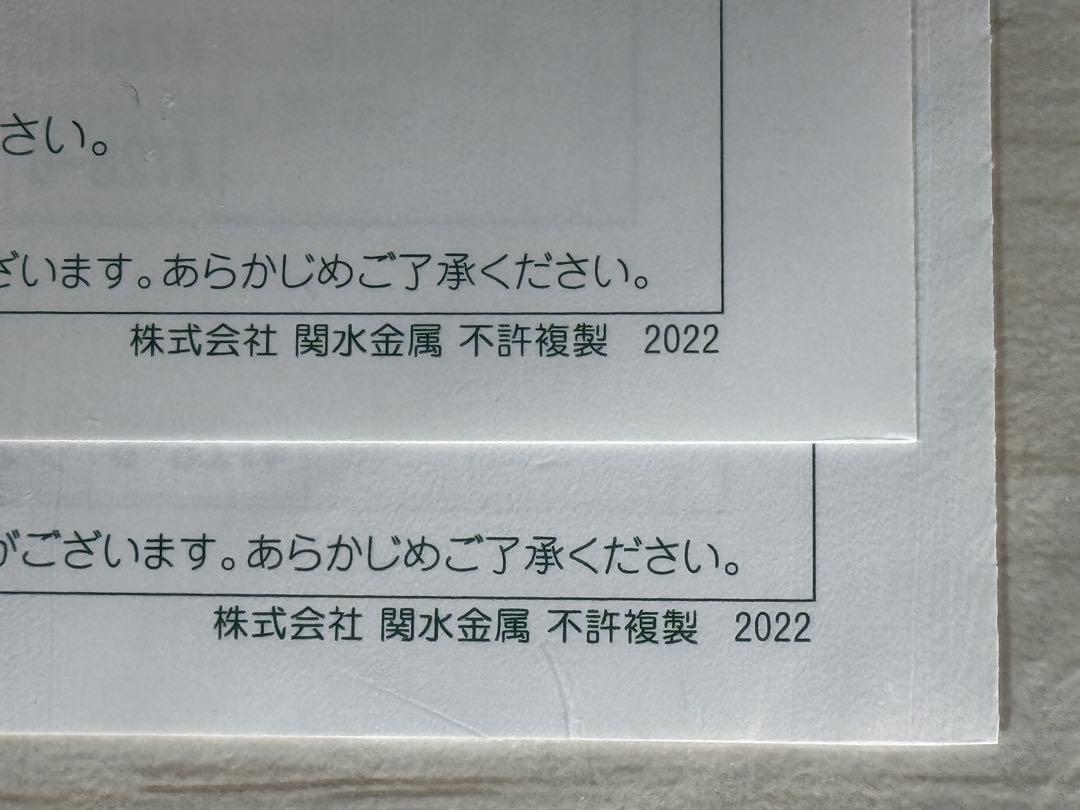 さい。
ざいます。あらかじめご了承ください。
株式会社 関水金属 不許複製　2022
がございます。あらかじめご了承ください。
株式会社 関水金属 不許複製　2022